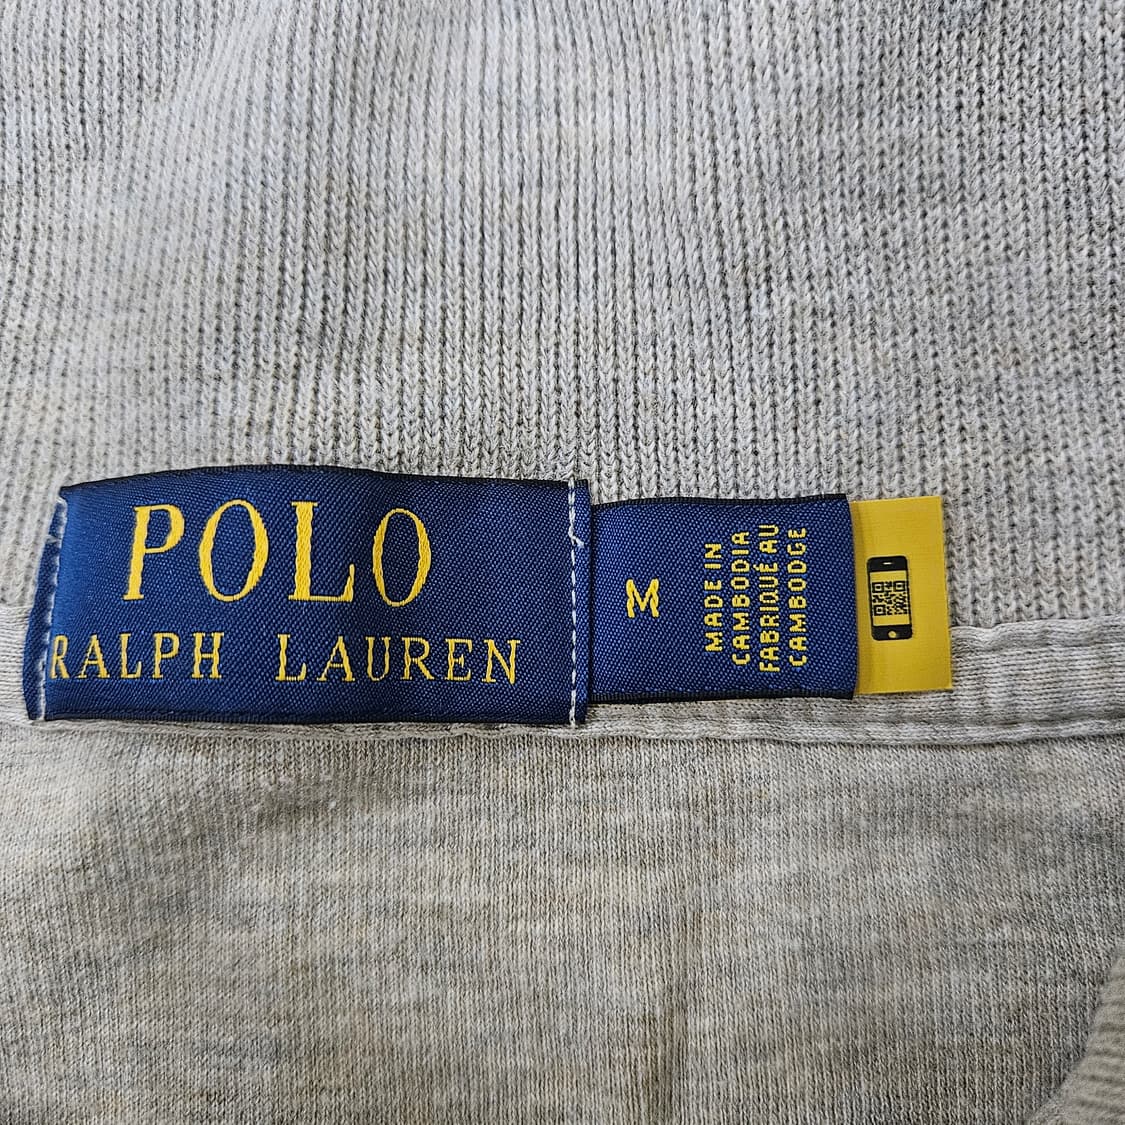 POLO
RALPH LAUREN
M
MADE IN
CAMBODIA
FABRIQUÉ AU
CAMBODGE